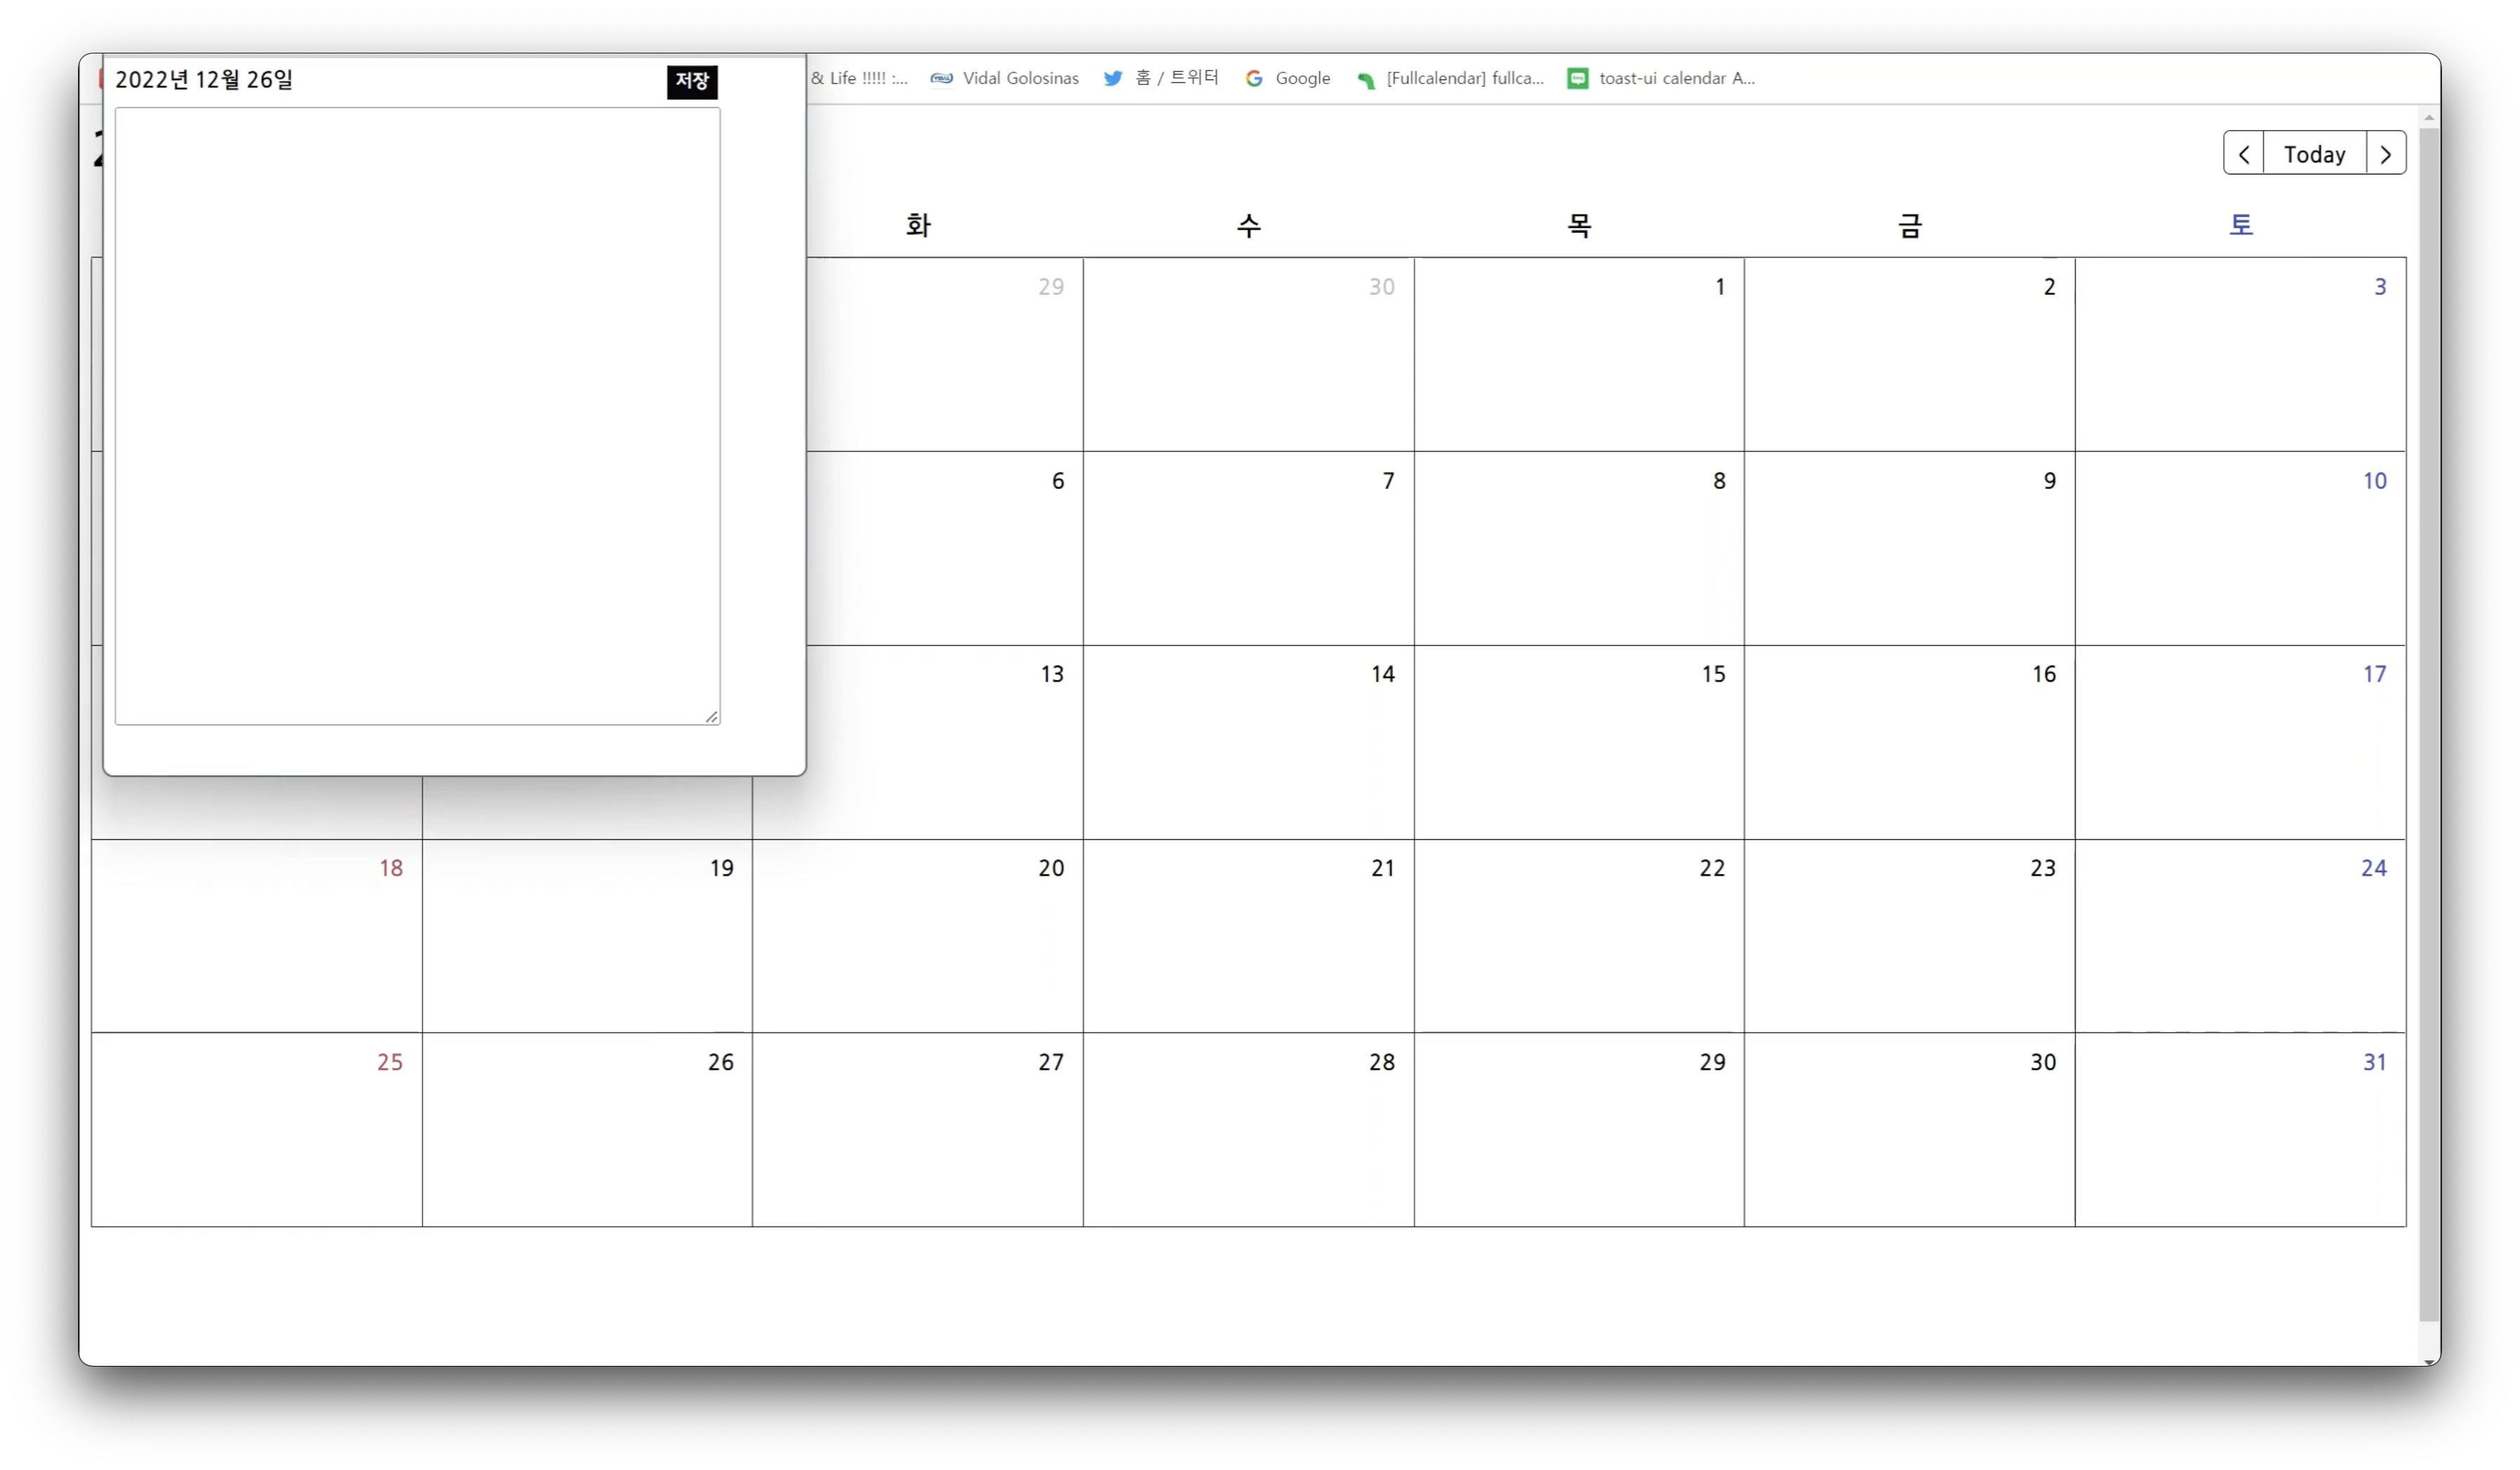 2022년 12월 26일
저장
& Life !!!!! :...
Vidal Golosinas
홈 / 트위터
Google
[Fullcalendar] fullca...
toast-ui calendar A...
Today
화 수 목 금 토
29 30 1 2 3
6 7 8 9 10
13 14 15 16 17
18 19 20 21 22 23 24
25 26 27 28 29 30 31